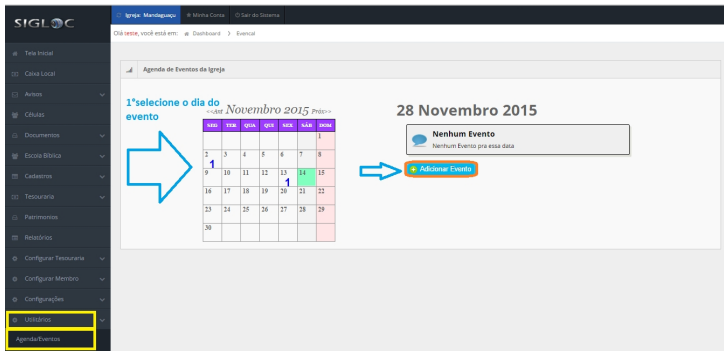 SIGLOC
Igreja: Mandaguaçu Minha Conta Sair do Sistema
Olá tesse, você está em: Dashboard > Evencal
Tela Inicial
Caixa Local
Avisos
Células
Documentos
Escola Bíblica
Cadastros
Tesouraria
Patrimonios
Relatórios
Configurar Tesouraria
Configurar Membro
Configurações
Utilitários
Agenda/Eventos
Agenda de Eventos da Igreja
1°selecione o dia do
evento
<<Ant Novembro 2015 Próx>>
SEG TER QUA QUI SEX SÁB DOM
1
2 3 4 5 6 7 8
1
9 10 11 12 13 14 15
1
16 17 18 19 20 21 22
23 24 25 26 27 28 29
30
28 Novembro 2015
Nenhum Evento
Nenhum Evento pra essa data
Adicionar Evento